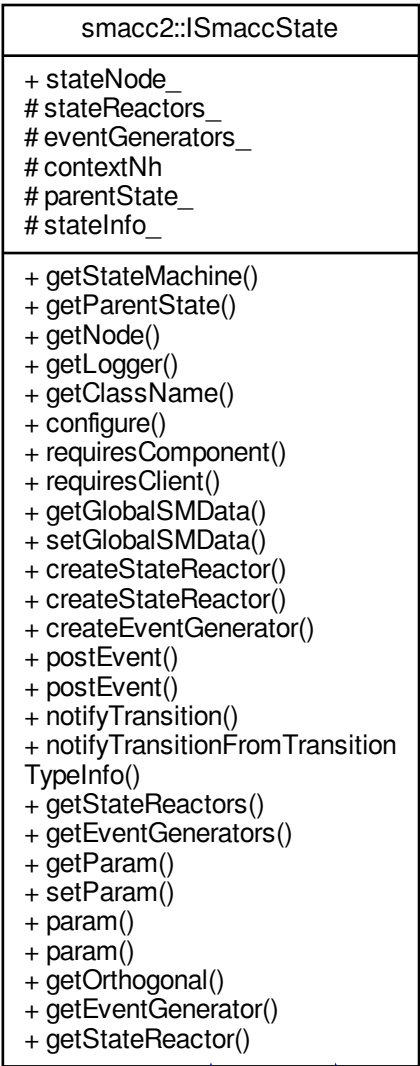 smacc2::ISmaccState
+ stateNode_
# stateReactors_
# eventGenerators_
# contextNh
# parentState_
# stateInfo_
+ getStateMachine()
+ getParentState()
+ getNode()
+ getLogger()
+ getClassName()
+ configure()
+ requiresComponent()
+ requiresClient()
+ getGlobalSMData()
+ setGlobalSMData()
+ createStateReactor()
+ createStateReactor()
+ createEventGenerator()
+ postEvent()
+ postEvent()
+ notifyTransition()
+ notifyTransitionFromTransition
TypeInfo()
+ getStateReactors()
+ getEventGenerators()
+ getParam()
+ setParam()
+ param()
+ param()
+ getOrthogonal()
+ getEventGenerator()
+ getStateReactor()